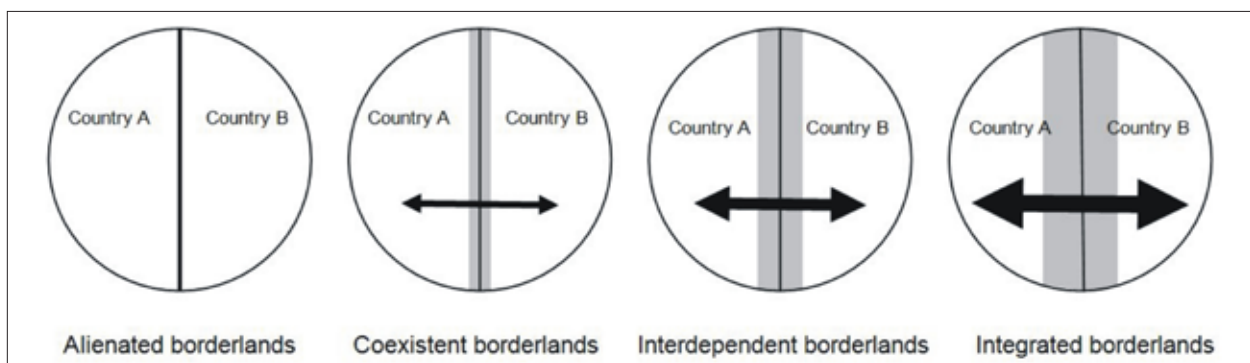 Country A Country B
Country A Country B
Country A Country B
Country A Country B
Alienated borderlands
Coexistent borderlands
Interdependent borderlands
Integrated borderlands